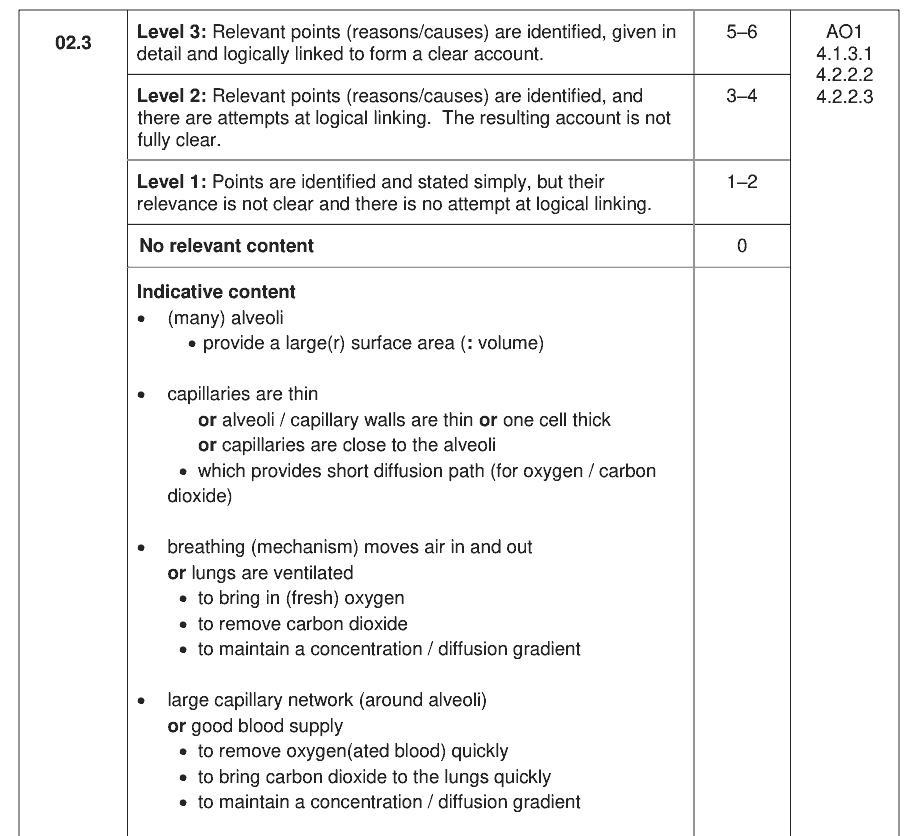 02.3
Level 3: Relevant points (reasons/causes) are identified, given in
detail and logically linked to form a clear account.
5–6
AO1
4.1.3.1
4.2.2.2
4.2.2.3
Level 2: Relevant points (reasons/causes) are identified, and
there are attempts at logical linking. The resulting account is not
fully clear.
3–4
Level 1: Points are identified and stated simply, but their
relevance is not clear and there is no attempt at logical linking.
1–2
No relevant content
0
Indicative content
• (many) alveoli
• provide a large(r) surface area (: volume)
• capillaries are thin
or alveoli / capillary walls are thin or one cell thick
or capillaries are close to the alveoli
• which provides short diffusion path (for oxygen / carbon
dioxide)
• breathing (mechanism) moves air in and out
or lungs are ventilated
• to bring in (fresh) oxygen
• to remove carbon dioxide
• to maintain a concentration / diffusion gradient
• large capillary network (around alveoli)
or good blood supply
• to remove oxygen(ated blood) quickly
• to bring carbon dioxide to the lungs quickly
• to maintain a concentration / diffusion gradient